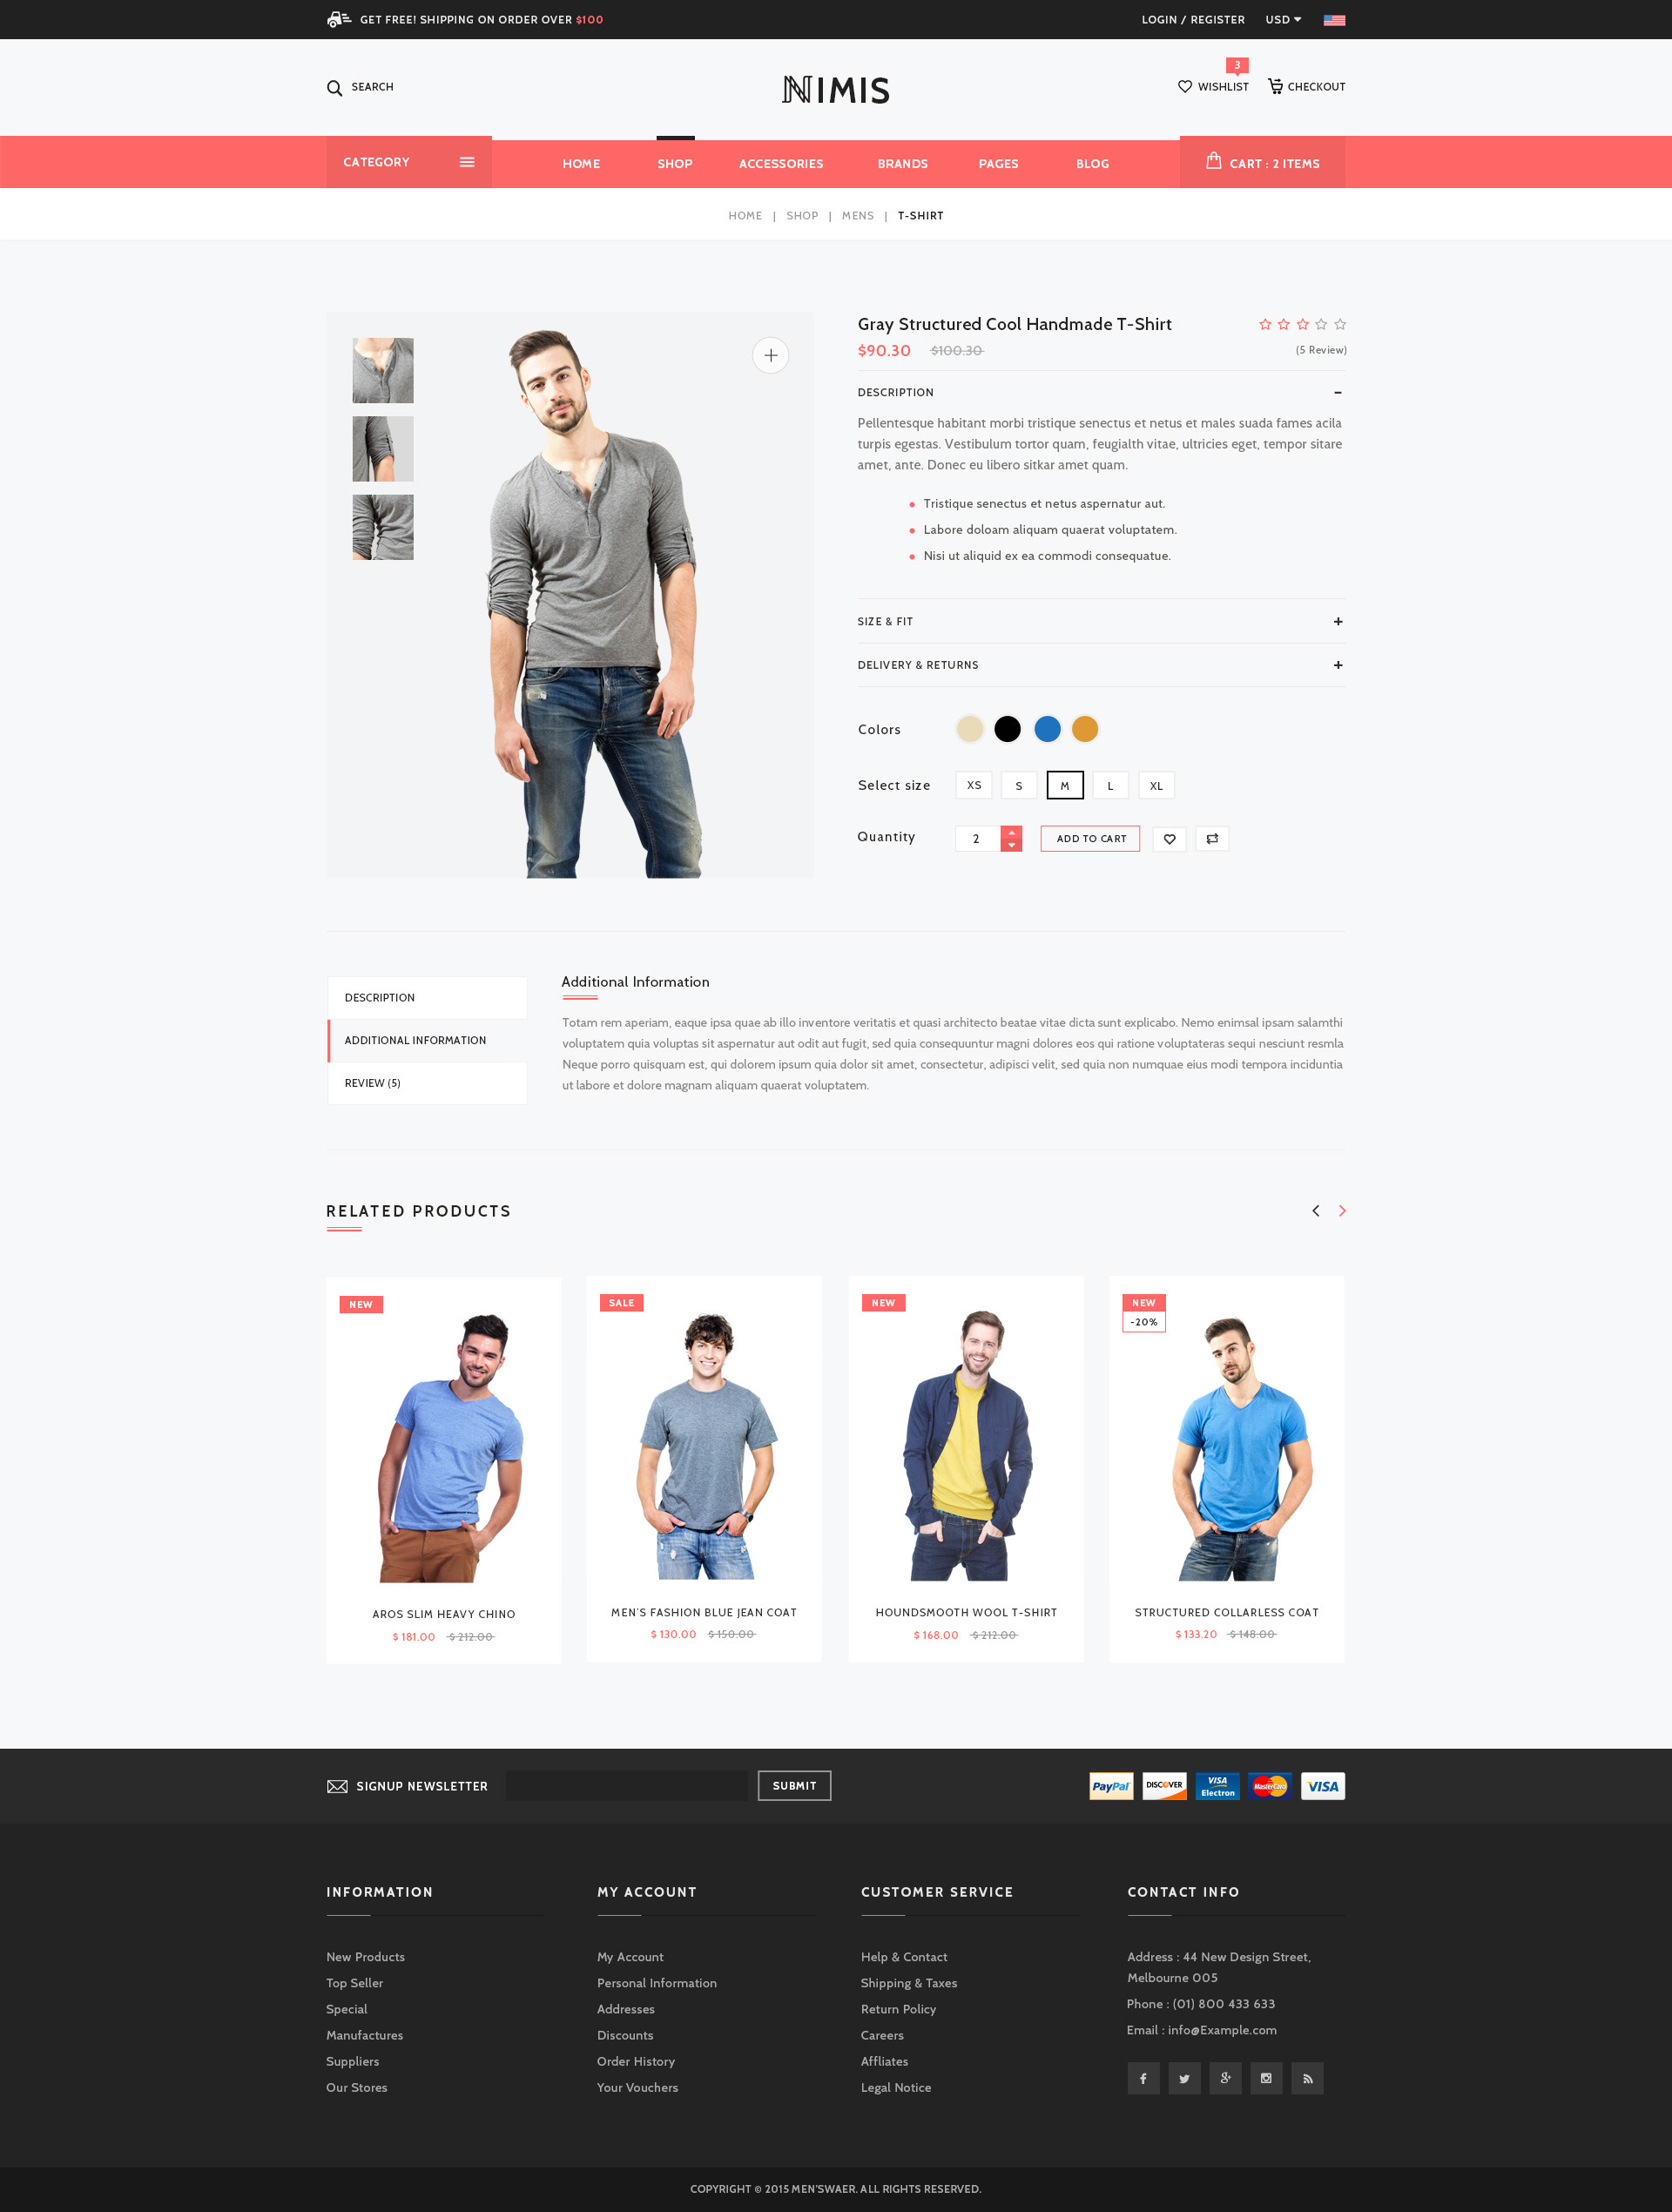 GET FREE! SHIPPING ON ORDER OVER $100
LOGIN / REGISTER
USD
SEARCH
NIMIS
3
WISHLIST
CHECKOUT
CATEGORY
HOME
SHOP
ACCESSORIES
BRANDS
PAGES
BLOG
CART : 2 ITEMS
HOME | SHOP | MENS | T-SHIRT
Gray Structured Cool Handmade T-Shirt
$90.30 $100.30
(5 Review)
DESCRIPTION
Pellentesque habitant morbi tristique senectus et netus et males suada fames acila
turpis egestas. Vestibulum tortor quam, feugialth vitae, ultricies eget, tempor sitare
amet, ante. Donec eu libero sitkar amet quam.
Tristique senectus et netus aspernatur aut.
Labore doloam aliquam quaerat voluptatem.
Nisi ut aliquid ex ea commodi consequatue.
SIZE & FIT
DELIVERY & RETURNS
Colors
Select size
XS
S
M
L
XL
Quantity
2
ADD TO CART
DESCRIPTION
ADDITIONAL INFORMATION
REVIEW (5)
Additional Information
Totam rem aperiam, eaque ipsa quae ab illo inventore veritatis et quasi architecto beatae vitae dicta sunt explicabo. Nemo enimsal ipsam salamthi
voluptatem quia voluptas sit aspernatur aut odit aut fugit, sed quia consequuntur magni dolores eos qui ratione voluptateras sequi nesciunt resmla
Neque porro quisquam est, qui dolorem ipsum quia dolor sit amet, consectetur, adipisci velit, sed quia non numquae eius modi tempora incidunta
ut labore et dolore magnam aliquam quaerat voluptatem.
RELATED PRODUCTS
NEW
AROS SLIM HEAVY CHINO
$ 181.00 $ 212.00
SALE
MEN'S FASHION BLUE JEAN COAT
$ 130.00 $ 150.00
NEW
HOUNDSMOOTH WOOL T-SHIRT
$ 168.00 $ 212.00
NEW
-20%
STRUCTURED COLLARLESS COAT
$ 133.20 $ 148.00
SIGNUP NEWSLETTER
SUBMIT
PayPal
DISCOVER
VISA
Electron
MasterCard
VISA
INFORMATION
New Products
Top Seller
Special
Manufactures
Suppliers
Our Stores
MY ACCOUNT
My Account
Personal Information
Addresses
Discounts
Order History
Your Vouchers
CUSTOMER SERVICE
Help & Contact
Shipping & Taxes
Return Policy
Careers
Affliates
Legal Notice
CONTACT INFO
Address : 44 New Design Street,
Melbourne 005
Phone : (01) 800 433 633
Email : info@Example.com
COPYRIGHT © 2015 MEN'SWAER. ALL RIGHTS RESERVED.